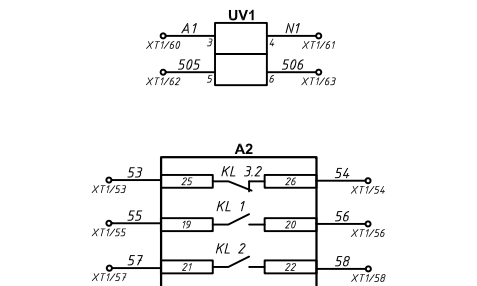 UV1
A1 N1
3 4
XT1/60 XT1/61
505 506
5 6
XT1/62 XT1/63
A2
53 KL 3.2 54
25 26
XT1/53 XT1/54
55 KL 1 56
19 20
XT1/55 XT1/56
57 KL 2 58
21 22
XT1/57 XT1/58